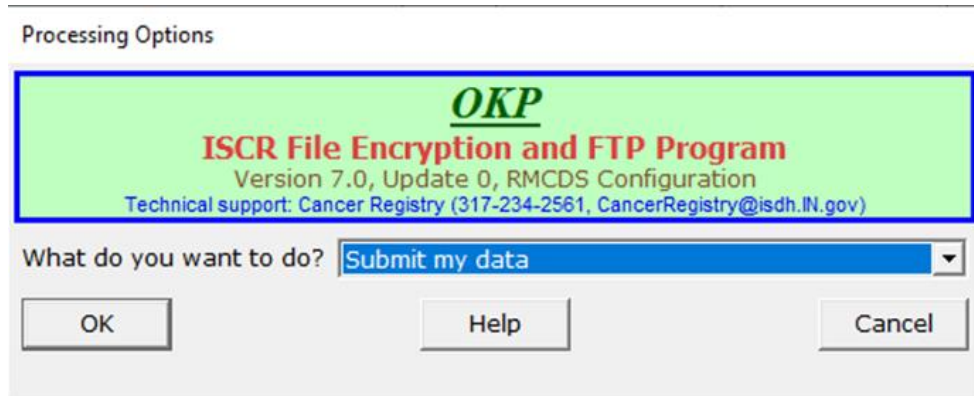 Processing Options
OKP
ISCR File Encryption and FTP Program
Version 7.0, Update 0, RMCDS Configuration
Technical support: Cancer Registry (317-234-2561, CancerRegistry@isdh.IN.gov)
What do you want to do? Submit my data
OK Help Cancel